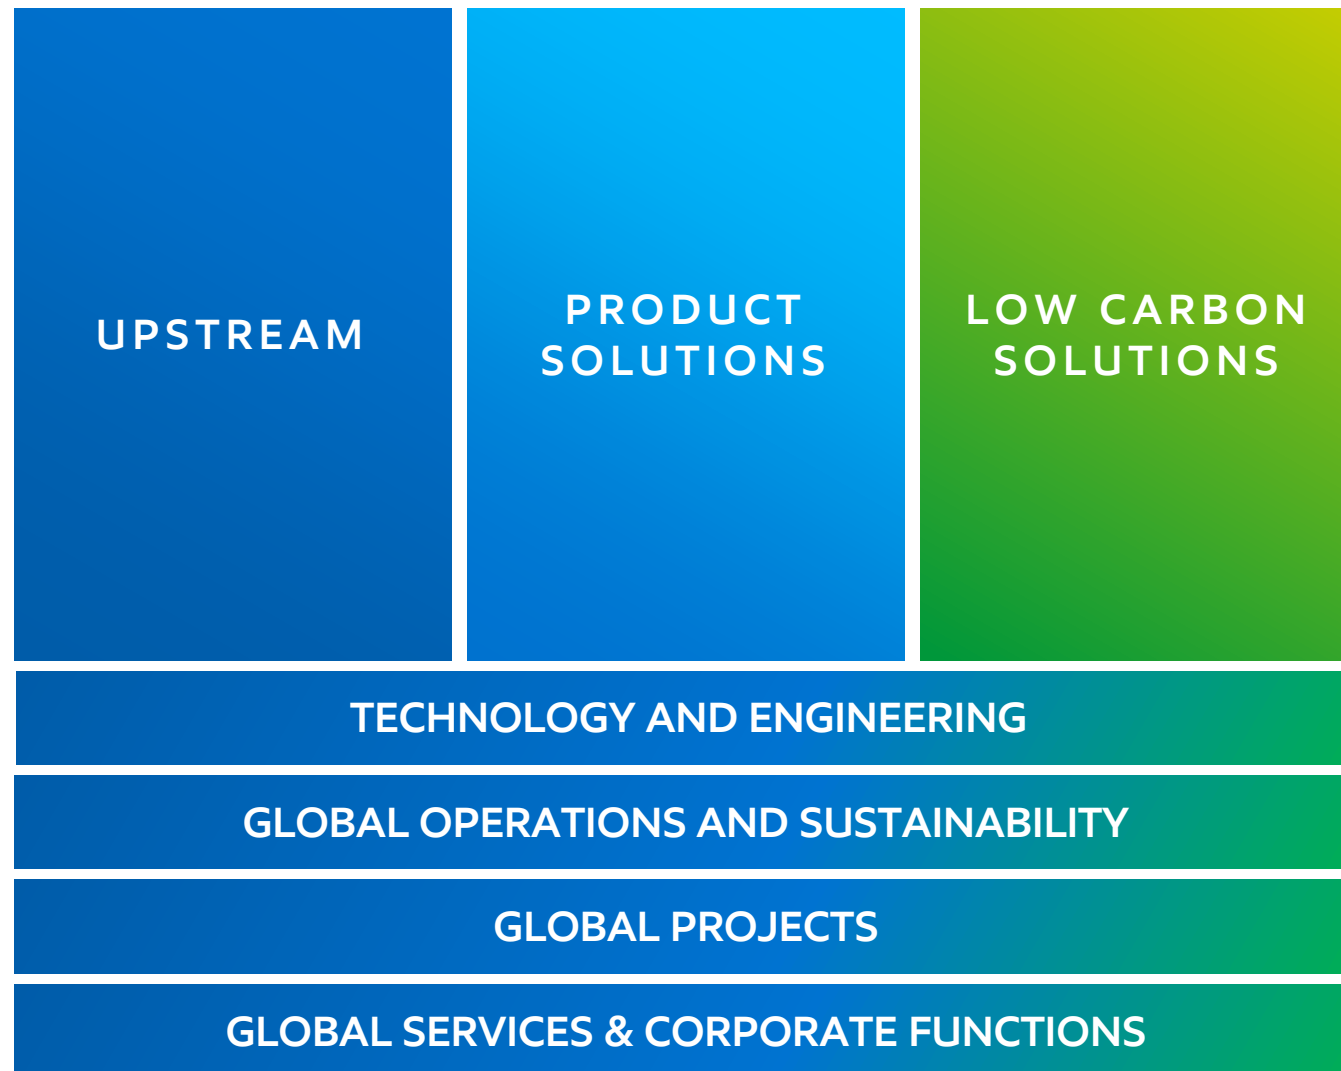 UPSTREAM
PRODUCT
SOLUTIONS
LOW CARBON
SOLUTIONS
TECHNOLOGY AND ENGINEERING
GLOBAL OPERATIONS AND SUSTAINABILITY
GLOBAL PROJECTS
GLOBAL SERVICES & CORPORATE FUNCTIONS